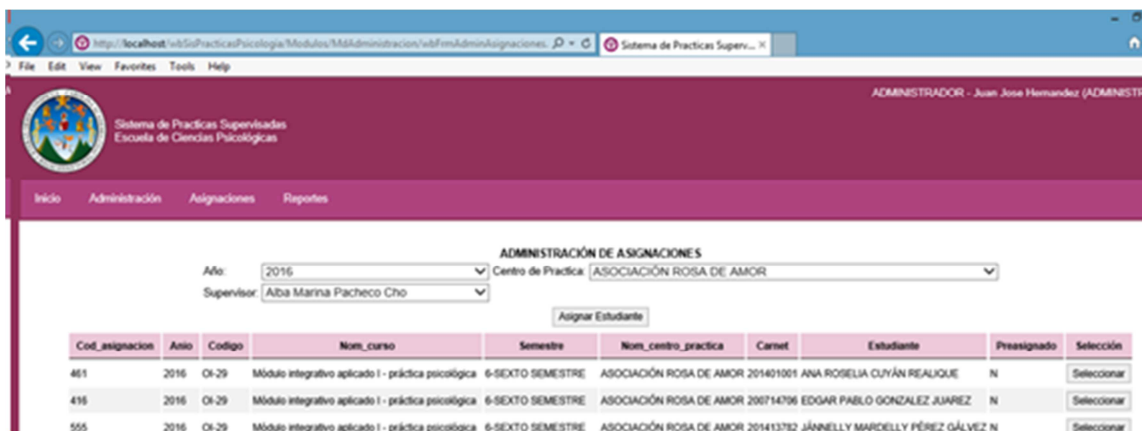 http://localhost/wbSisPracticasPsicologia/Modulos/MdAdministracion/wbFrmAdminAsignaciones.
Sistema de Practicas Superv...
File Edit View Favorites Tools Help
ADMINISTRADOR - Juan Jose Hernandez (ADMINISTR
Sistema de Practicas Supervisadas
Escuela de Ciencias Psicológicas
Inicio Administración Asignaciones Reportes
ADMINISTRACIÓN DE ASIGNACIONES
Año: 2016 Centro de Practica: ASOCIACIÓN ROSA DE AMOR
Supervisor: Alba Marina Pacheco Cho
Asignar Estudiante
Cod_asignacion Anio Codigo Nom_curso Semestre Nom_centro_practica Carnet Estudiante Preasignado Selección
461 2016 OI-29 Módulo integrativo aplicado I - práctica psicológica 6-SEXTO SEMESTRE ASOCIACIÓN ROSA DE AMOR 201401001 ANA ROSELIA CUYÁN REALIQUE N Seleccionar
416 2016 OI-29 Módulo integrativo aplicado I - práctica psicológica 6-SEXTO SEMESTRE ASOCIACIÓN ROSA DE AMOR 200714706 EDGAR PABLO GONZALEZ JUAREZ N Seleccionar
555 2016 OI-29 Módulo integrativo aplicado I - práctica psicológica 6-SEXTO SEMESTRE ASOCIACIÓN ROSA DE AMOR 201413782 JÁNNELLY MARDELLY PÉREZ GÁLVEZ N Seleccionar